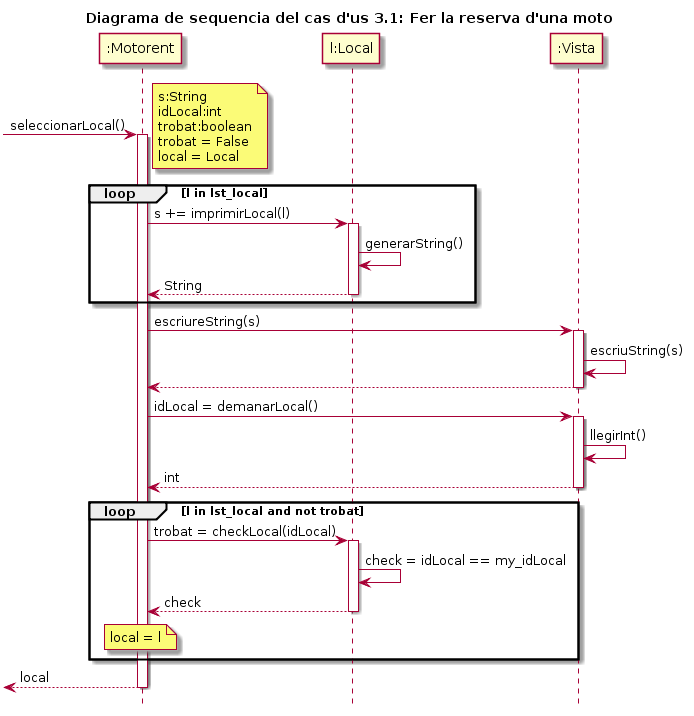 Diagrama de sequencia del cas d'us 3.1: Fer la reserva d'una moto
:Motorent
l:Local
:Vista
seleccionarLocal()
s:String
idLocal:int
trobat:boolean
trobat = False
local = Local
loop [l in lst_local]
s += imprimirLocal(l)
generarString()
String
escriureString(s)
escriuString(s)
idLocal = demanarLocal()
llegirInt()
int
loop [l in lst_local and not trobat]
trobat = checkLocal(idLocal)
check = idLocal == my_idLocal
check
local = l
local